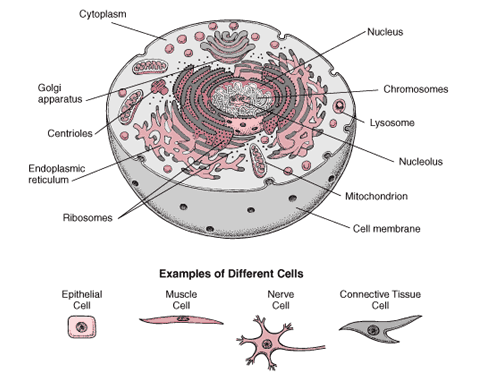 Cytoplasm
Nucleus
Golgi
apparatus
Chromosomes
Centrioles
Lysosome
Endoplasmic
reticulum
Nucleolus
Mitochondrion
Ribosomes
Cell membrane
Examples of Different Cells
Epithelial
Cell
Muscle
Cell
Nerve
Cell
Connective Tissue
Cell